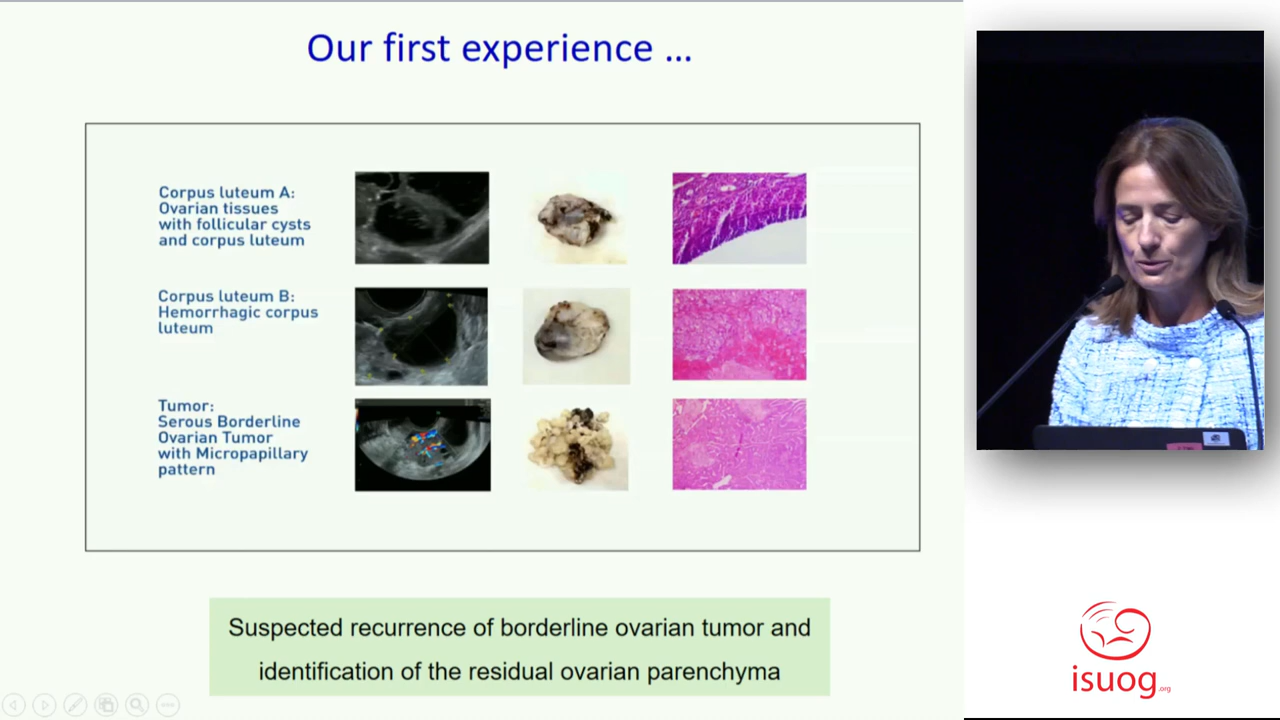 Our first experience ...
Corpus luteum A:
Ovarian tissues
with follicular cysts
and corpus luteum
Corpus luteum B:
Hemorrhagic corpus
luteum
Tumor:
Serous Borderline
Ovarian Tumor
with Micropapillary
pattern
Suspected recurrence of borderline ovarian tumor and
identification of the residual ovarian parenchyma
isuog.org